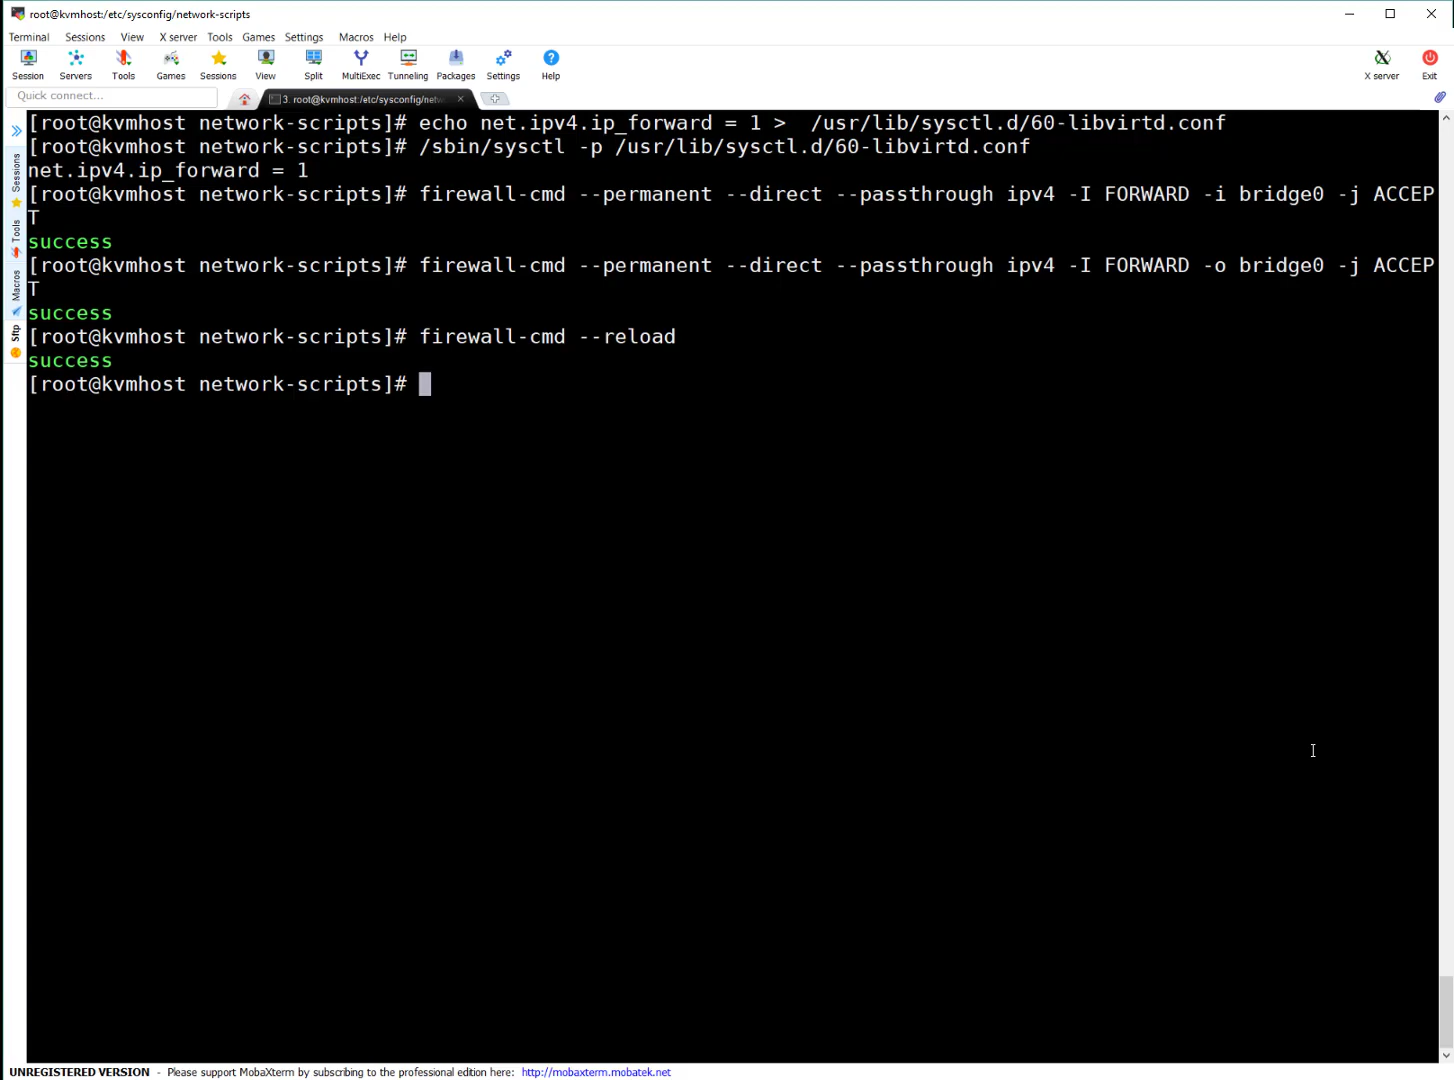 root@kvmhost:/etc/sysconfig/network-scripts
Terminal Sessions View X server Tools Games Settings Macros Help
Session Servers Tools Games Sessions View Split MultiExec Tunneling Packages Settings Help X server Exit
Quick connect...
3. root@kvmhost:/etc/sysconfig/netw
Sessions
Tools
Macros
Sftp
[root@kvmhost network-scripts]# echo net.ipv4.ip_forward = 1 >  /usr/lib/sysctl.d/60-libvirtd.conf
[root@kvmhost network-scripts]# /sbin/sysctl -p /usr/lib/sysctl.d/60-libvirtd.conf
net.ipv4.ip_forward = 1
[root@kvmhost network-scripts]# firewall-cmd --permanent --direct --passthrough ipv4 -I FORWARD -i bridge0 -j ACCEP
T
success
[root@kvmhost network-scripts]# firewall-cmd --permanent --direct --passthrough ipv4 -I FORWARD -o bridge0 -j ACCEP
T
success
[root@kvmhost network-scripts]# firewall-cmd --reload
success
[root@kvmhost network-scripts]#
UNREGISTERED VERSION - Please support MobaXterm by subscribing to the professional edition here: http://mobaxterm.mobatek.net